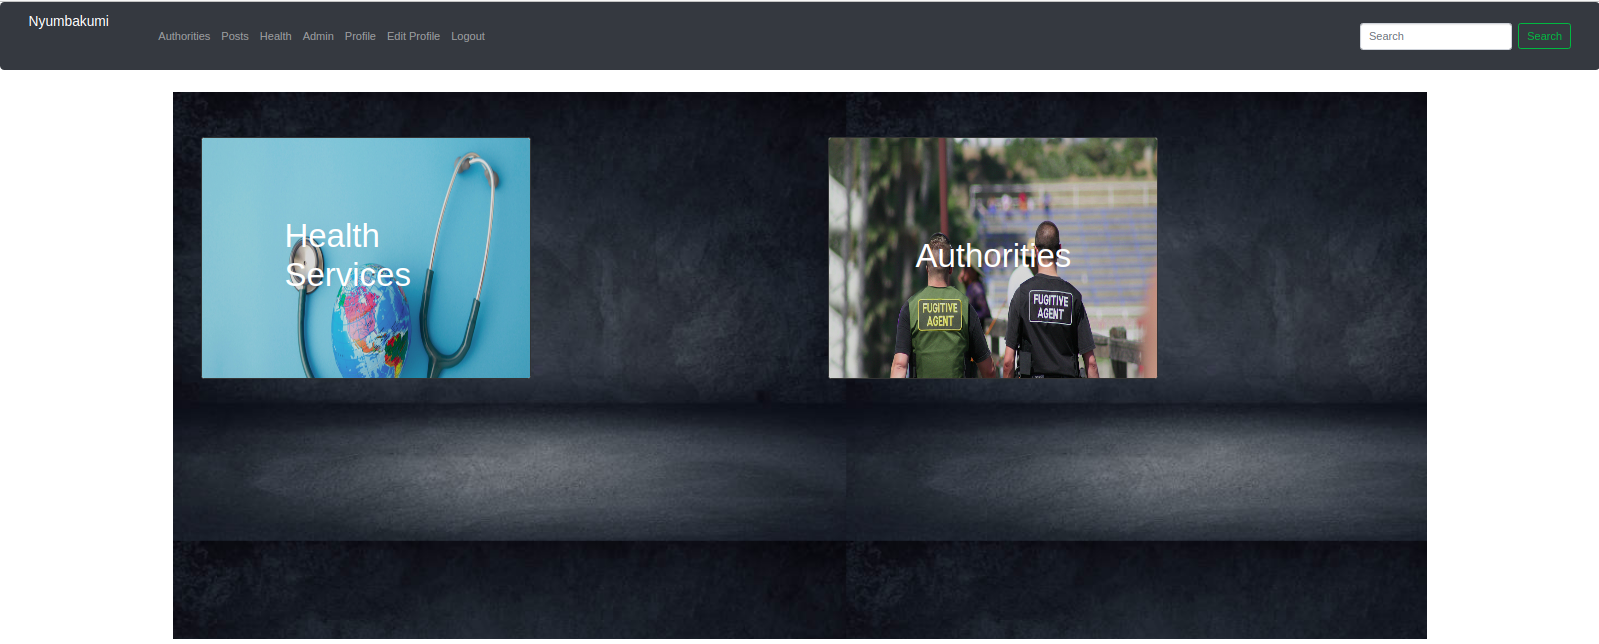 Nyumbakumi
Authorities Posts Health Admin Profile Edit Profile Logout
Search Search
Health
Services
Authorities
FUGITIVE
AGENT
FUGITIVE
AGENT